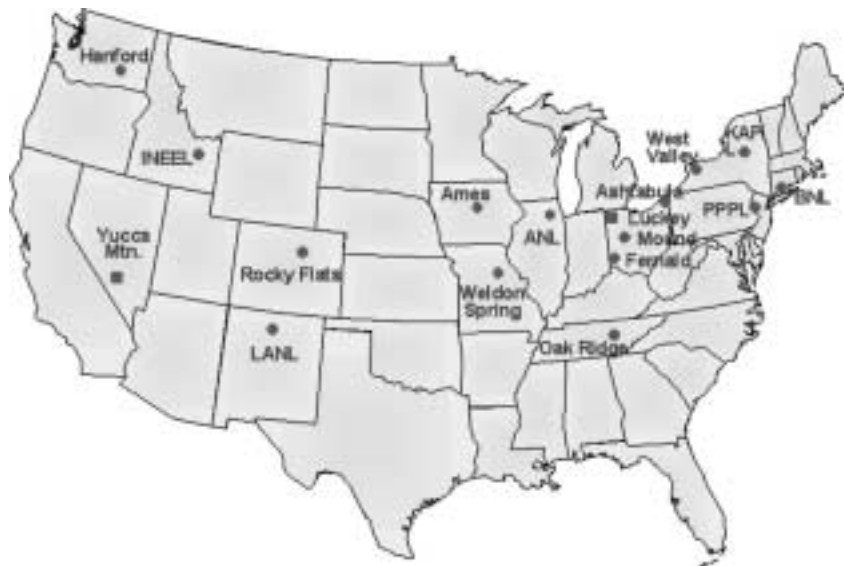 Hanford
INEEL
Yucca
Mtn.
Rocky Flats
LANL
Ames
Weldon
Spring
ANL
Oak Ridge
West
Valley
KAPL
Ashtabula
Luckey
Mound
Fernald
PPPL
BNL